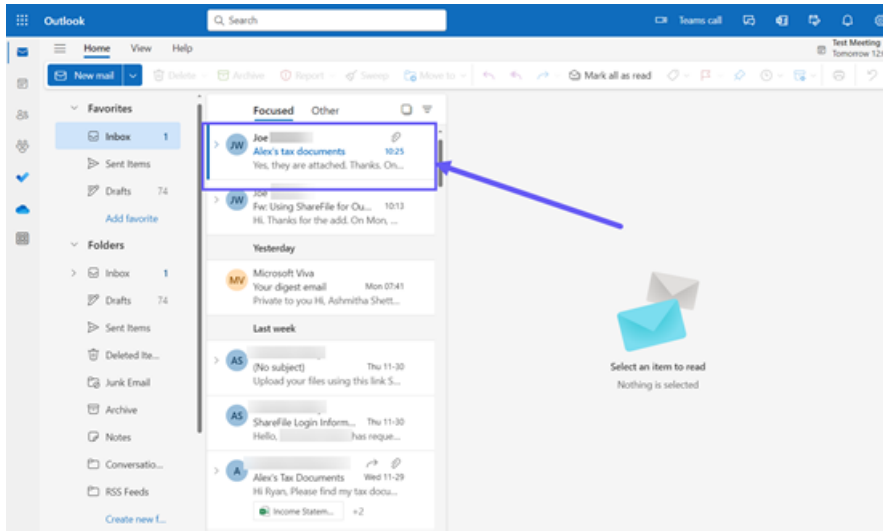 Outlook
Search
Teams call
Home View Help
Test Meeting
Tomorrow 12:
New mail
Delete
Archive
Report
Sweep
Move to
Mark all as read
Favorites
Inbox 1
Sent Items
Drafts 74
Add favorite
Folders
Inbox 1
Drafts 74
Sent Items
Deleted Ite...
Junk Email
Archive
Notes
Conversatio...
RSS Feeds
Create new f...
Focused Other
JW
Joe
Alex's tax documents 10:25
Yes, they are attached. Thanks. On...
JW
Joe
Fw: Using ShareFile for Ou... 10:13
Hi. Thanks for the add. On Mon, ...
Yesterday
MV
Microsoft Viva
Your digest email Mon 07:41
Private to you Hi, Ashmitha Shett...
Last week
AS
(No subject) Thu 11-30
Upload your files using this link S...
AS
ShareFile Login Inform... Thu 11-30
Hello, has reque...
A
Alex's Tax Documents Wed 11-29
Hi Ryan, Please find my tax docu...
Income Statem... +2
Select an item to read
Nothing is selected